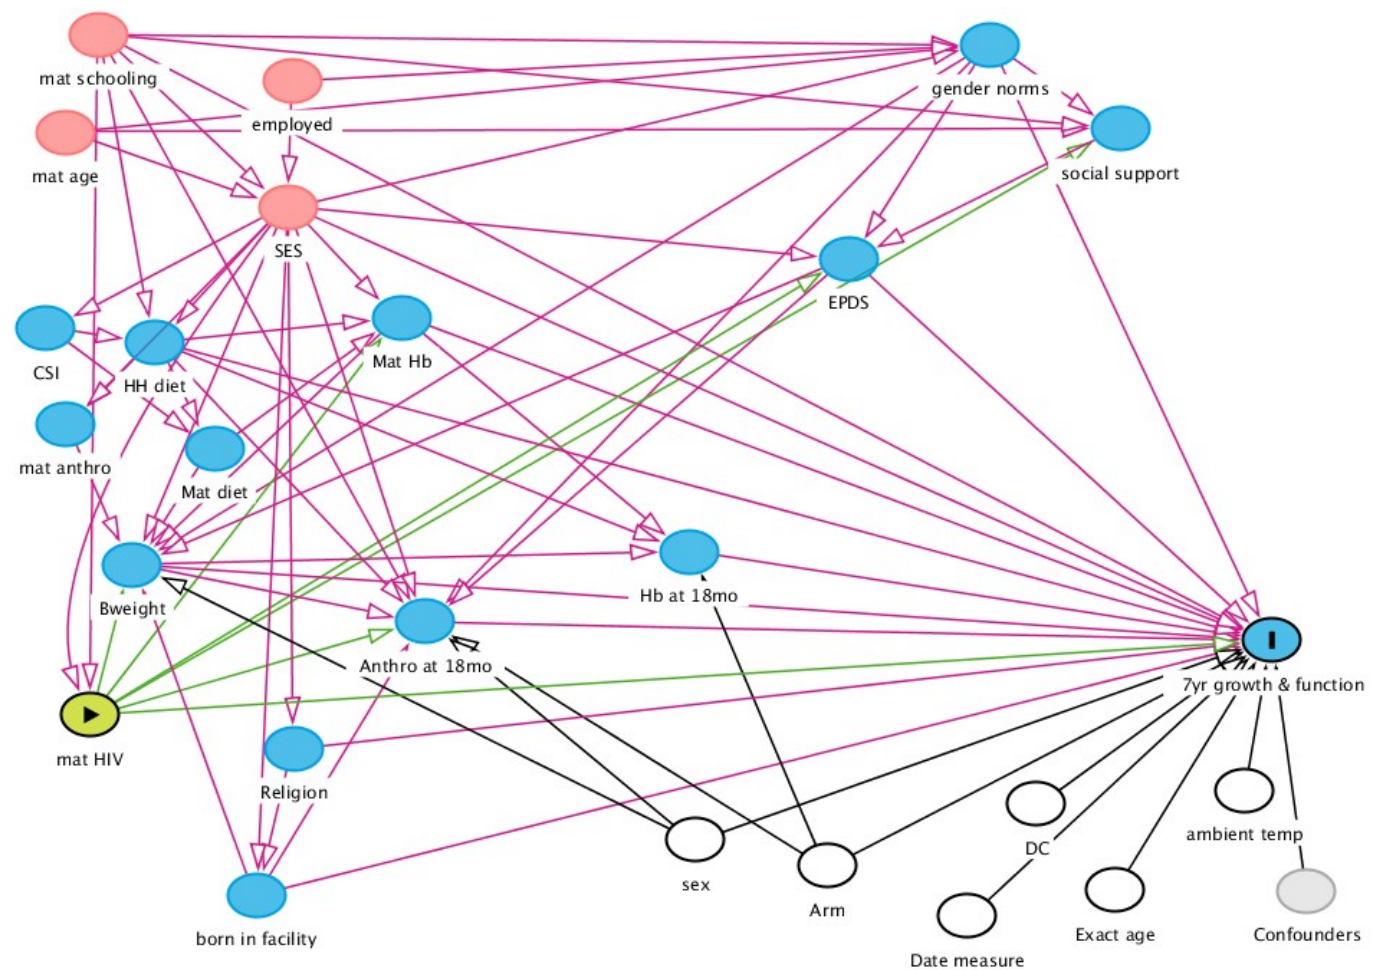 mat schooling
gender norms
employed
mat age
social support
SES
EPDS
CSI
HH diet
Mat Hb
mat anthro
Mat diet
Bweight
Hb at 18mo
Anthro at 18mo
7yr growth & function
mat HIV
Religion
ambient temp
DC
sex
Arm
born in facility
Exact age
Confounders
Date measure